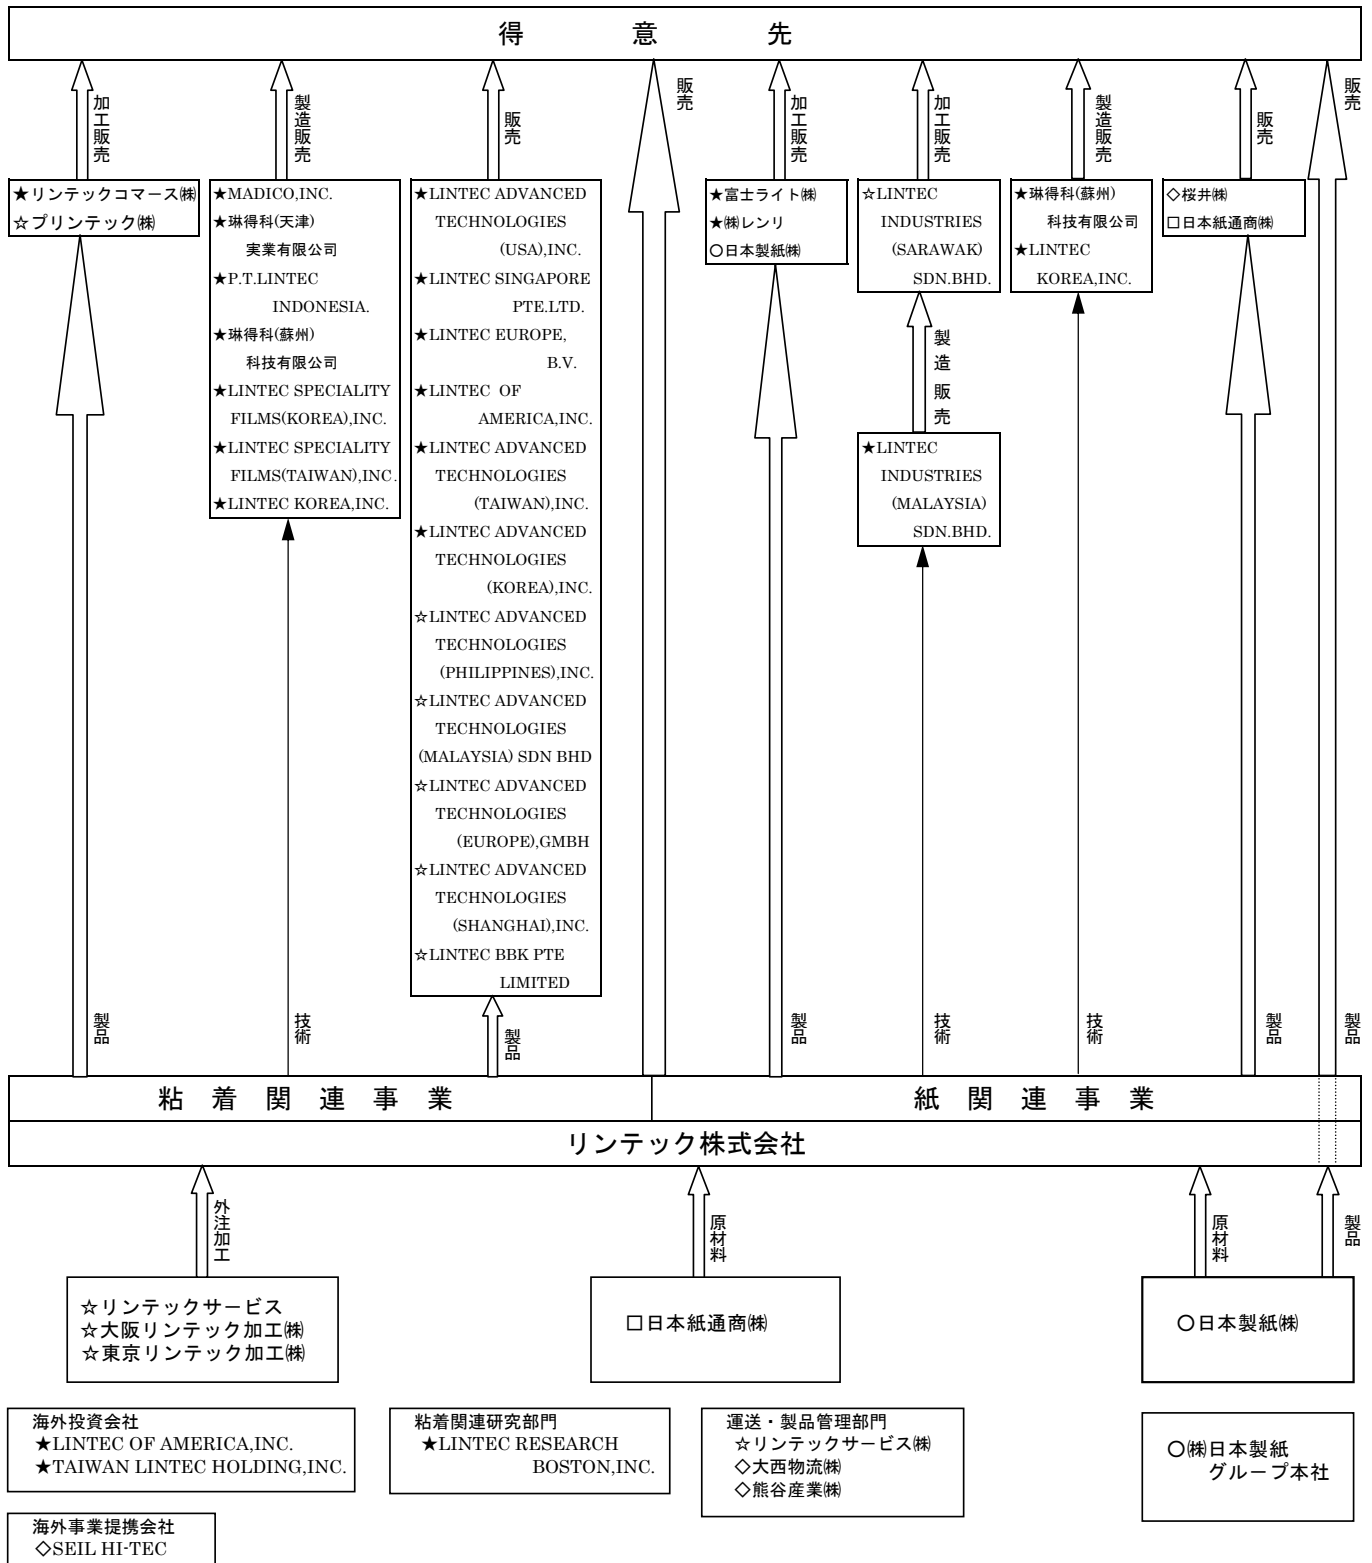 得意先
加工販売
製造販売
販売
販売
加工販売
加工販売
製造販売
販売
販売
★リンテックコマース㈱
☆プリンテック㈱
★MADICO,INC.
★琳得科(天津)
実業有限公司
★P.T.LINTEC
INDONESIA.
★琳得科(蘇州)
科技有限公司
★LINTEC SPECIALITY
FILMS(KOREA),INC.
★LINTEC SPECIALITY
FILMS(TAIWAN),INC.
★LINTEC KOREA,INC.
★LINTEC ADVANCED
TECHNOLOGIES
(USA),INC.
★LINTEC SINGAPORE
PTE.LTD.
★LINTEC EUROPE,
B.V.
★LINTEC OF
AMERICA,INC.
★LINTEC ADVANCED
TECHNOLOGIES
(TAIWAN),INC.
★LINTEC ADVANCED
TECHNOLOGIES
(KOREA),INC.
☆LINTEC ADVANCED
TECHNOLOGIES
(PHILIPPINES),INC.
☆LINTEC ADVANCED
TECHNOLOGIES
(MALAYSIA) SDN BHD
☆LINTEC ADVANCED
TECHNOLOGIES
(EUROPE),GMBH
☆LINTEC ADVANCED
TECHNOLOGIES
(SHANGHAI),INC.
☆LINTEC BBK PTE
LIMITED
★富士ライト㈱
★㈱レンリ
○日本製紙㈱
☆LINTEC
INDUSTRIES
(SARAWAK)
SDN.BHD.
製造販売
★LINTEC
INDUSTRIES
(MALAYSIA)
SDN.BHD.
★琳得科(蘇州)
科技有限公司
★LINTEC
KOREA,INC.
◇桜井㈱
□日本紙通商㈱
製品
技術
製品
製品
技術
技術
製品
製品
粘着関連事業
紙関連事業
リンテック株式会社
外注加工
原材料
原材料
製品
☆リンテックサービス
☆大阪リンテック加工㈱
☆東京リンテック加工㈱
□日本紙通商㈱
○日本製紙㈱
海外投資会社
★LINTEC OF AMERICA,INC.
★TAIWAN LINTEC HOLDING,INC.
粘着関連研究部門
★LINTEC RESEARCH
BOSTON,INC.
運送・製品管理部門
☆リンテックサービス㈱
◇大西物流㈱
◇熊谷産業㈱
○㈱日本製紙
グループ本社
海外事業提携会社
◇SEIL HI-TEC